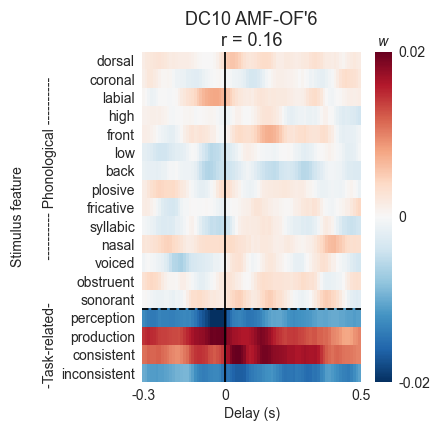 DC10 AMF-OF'6
r = 0.16
w
dorsal
coronal
labial
high
front
low
back
plosive
fricative
syllabic
nasal
voiced
obstruent
sonorant
perception
production
consistent
inconsistent
Stimulus feature
-Task-related- ---------- Phonological ----------
0.02
0
-0.02
-0.3
0
0.5
Delay (s)